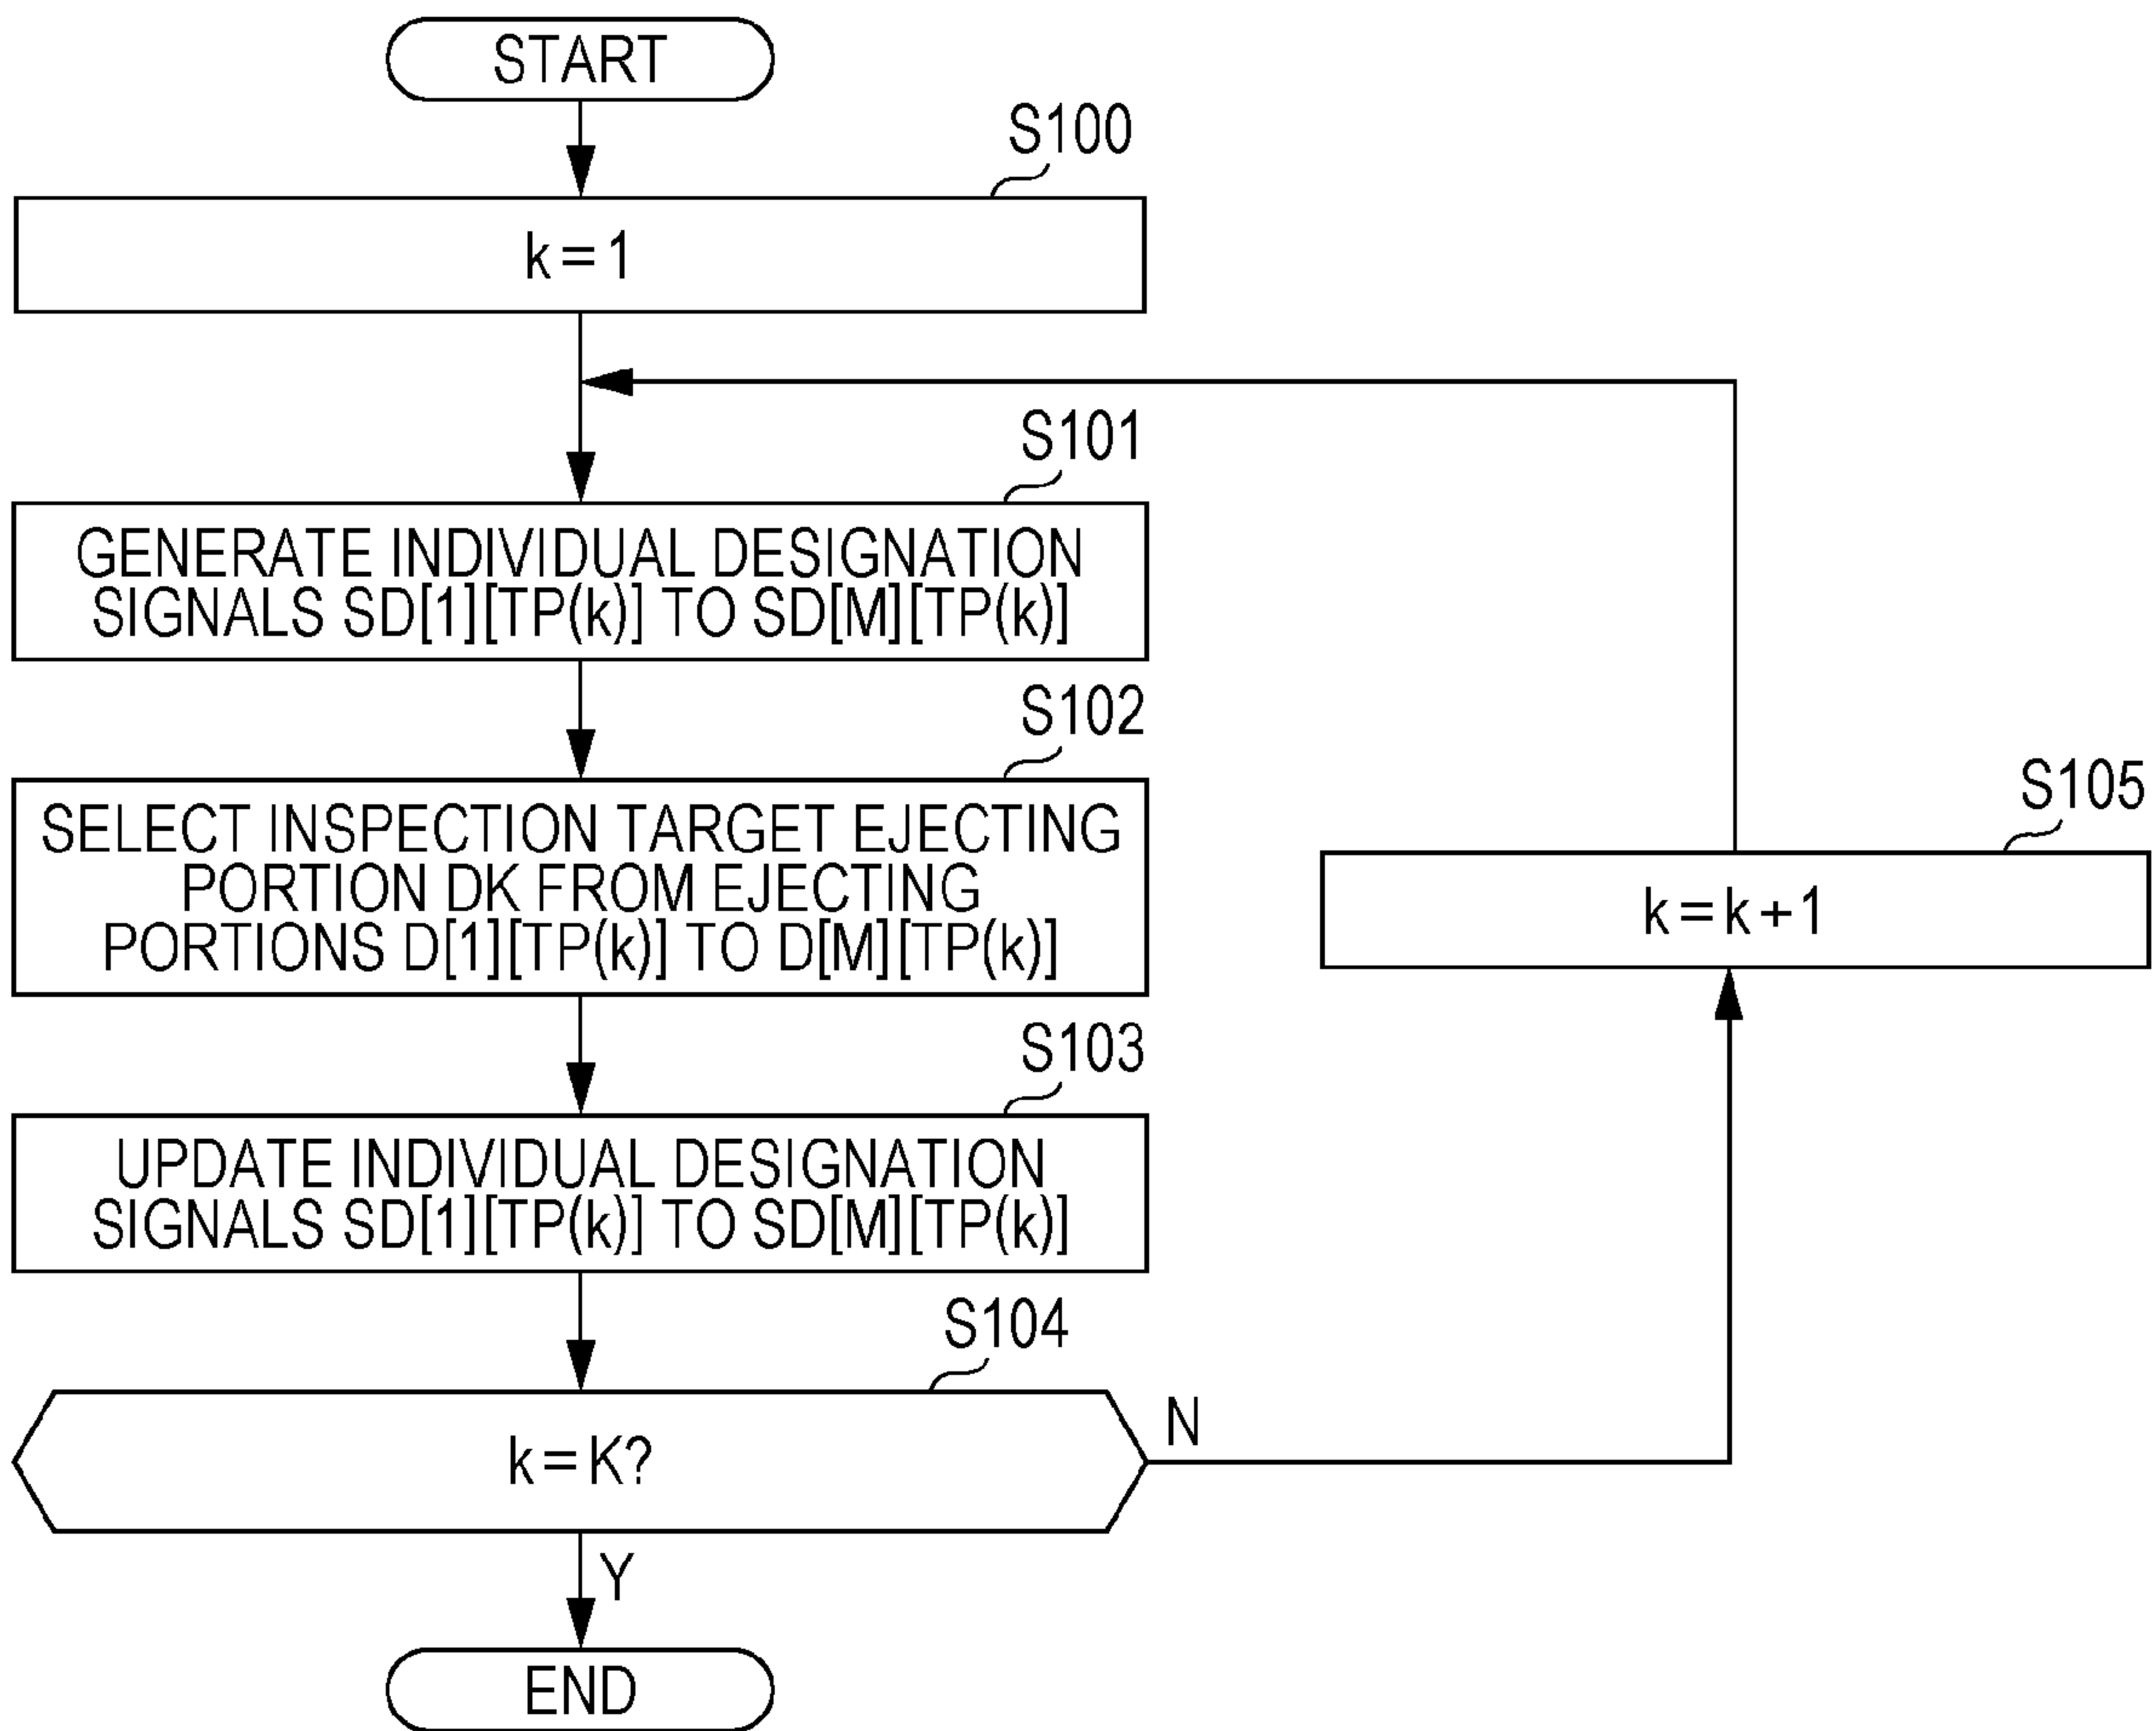 START
S100
k=1
S101
GENERATE INDIVIDUAL DESIGNATION
SIGNALS SD[1][TP(k)] TO SD[M][TP(k)]
S102
SELECT INSPECTION TARGET EJECTING
PORTION DK FROM EJECTING
PORTIONS D[1][TP(k)] TO D[M][TP(k)]
S103
UPDATE INDIVIDUAL DESIGNATION
SIGNALS SD[1][TP(k)] TO SD[M][TP(k)]
S104
k=K?
N
S105
k=k+1
Y
END